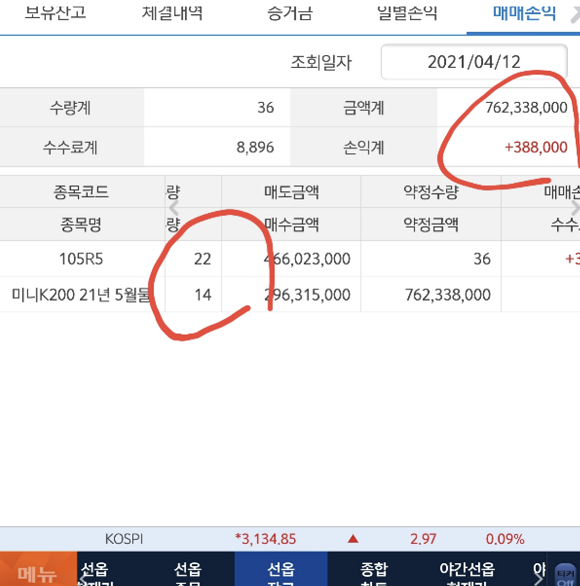 보유잔고 체결내역 증거금 일별손익 매매손익
조회일자 2021/04/12
수량계 36 금액계 762,338,000
수수료계 8,896 손익계 +388,000
종목코드 량 매도금액 약정수량 매매손
종목명 량 매수금액 약정금액 수수
105R5 22 466,023,000 36 +3
미니K200 21년 5월물 14 296,315,000 762,338,000
KOSPI *3,134.85 ▲ 2.97 0.09%
메뉴 선옵 선옵 선옵 종합 야간선옵 야